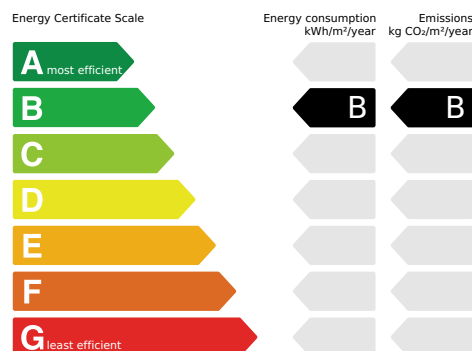 Energy Certificate Scale
Energy consumption
kWh/m²/year
Emissions
kg CO₂/m²/year
A most efficient
B
B
B
C
D
E
F
G least efficient